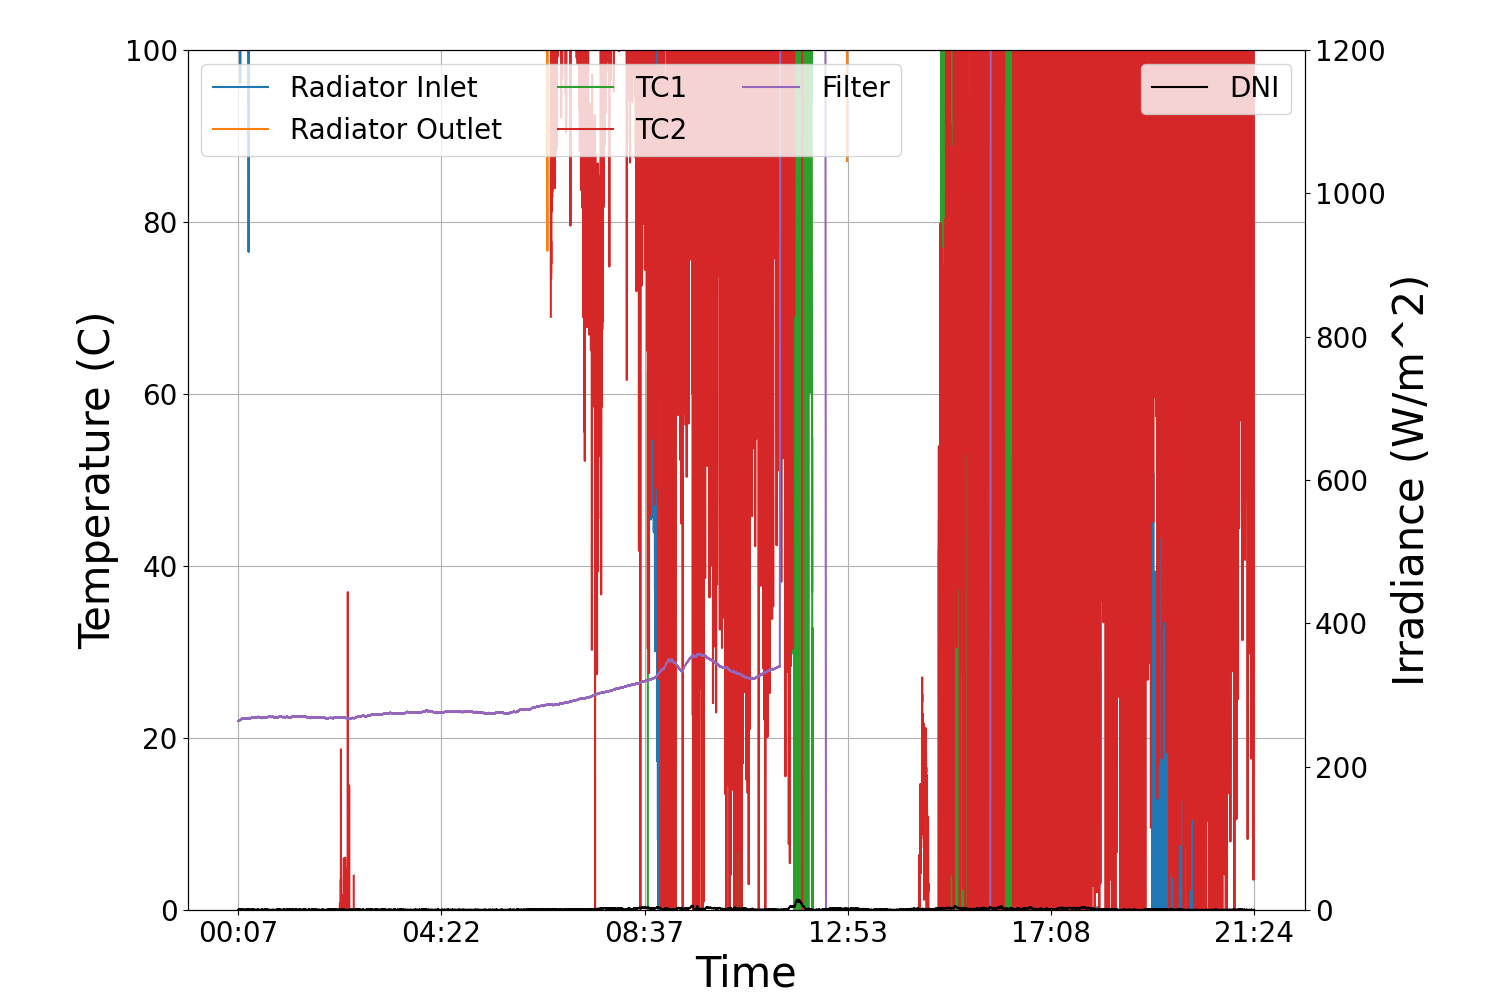 100
80
60
40
20
0
Temperature (C)
Radiator Inlet
Radiator Outlet
TC1
TC2
Filter
DNI
1200
1000
800
600
400
200
0
Irradiance (W/m^2)
00:07 04:22 08:37 12:53 17:08 21:24
Time